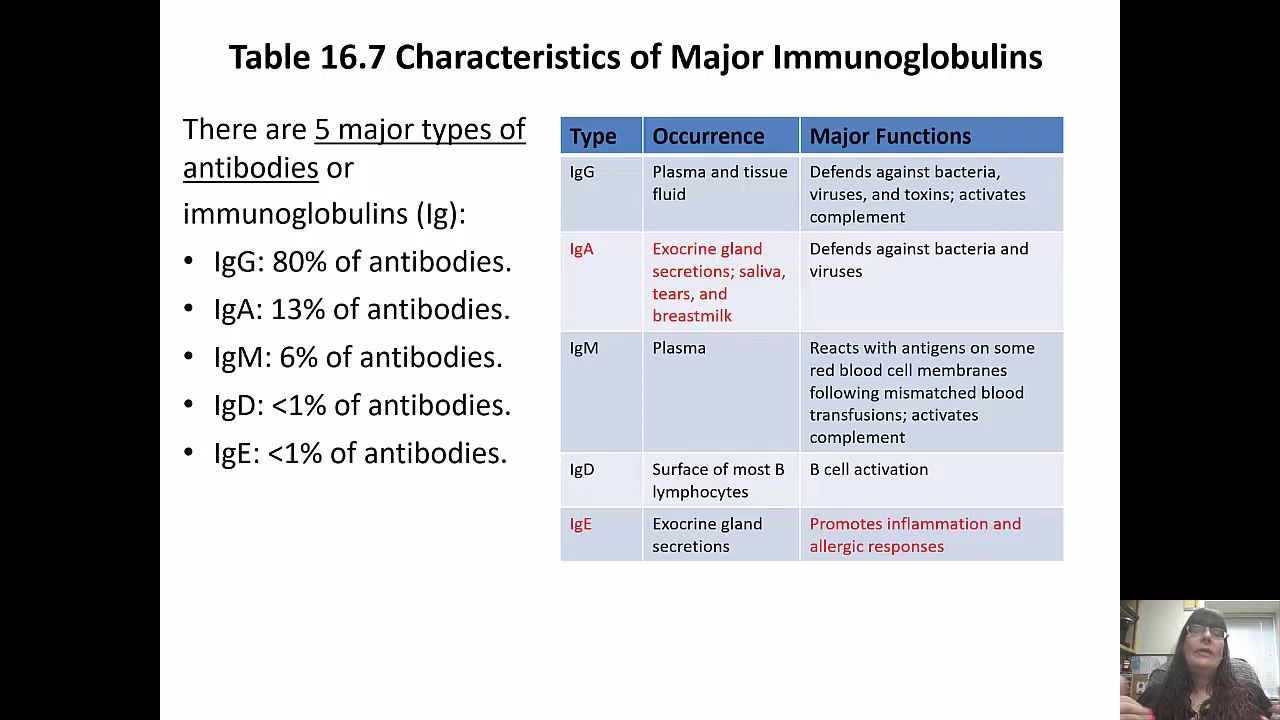 Table 16.7 Characteristics of Major Immunoglobulins
There are 5 major types of
antibodies or
immunoglobulins (Ig):
• IgG: 80% of antibodies.
• IgA: 13% of antibodies.
• IgM: 6% of antibodies.
• IgD: <1% of antibodies.
• IgE: <1% of antibodies.
Type Occurrence Major Functions
IgG
Plasma and tissue
fluid
Defends against bacteria,
viruses, and toxins; activates
complement
IgA
Exocrine gland
secretions; saliva,
tears, and
breastmilk
Defends against bacteria and
viruses
IgM
Plasma
Reacts with antigens on some
red blood cell membranes
following mismatched blood
transfusions; activates
complement
IgD
Surface of most B
lymphocytes
B cell activation
IgE
Exocrine gland
secretions
Promotes inflammation and
allergic responses